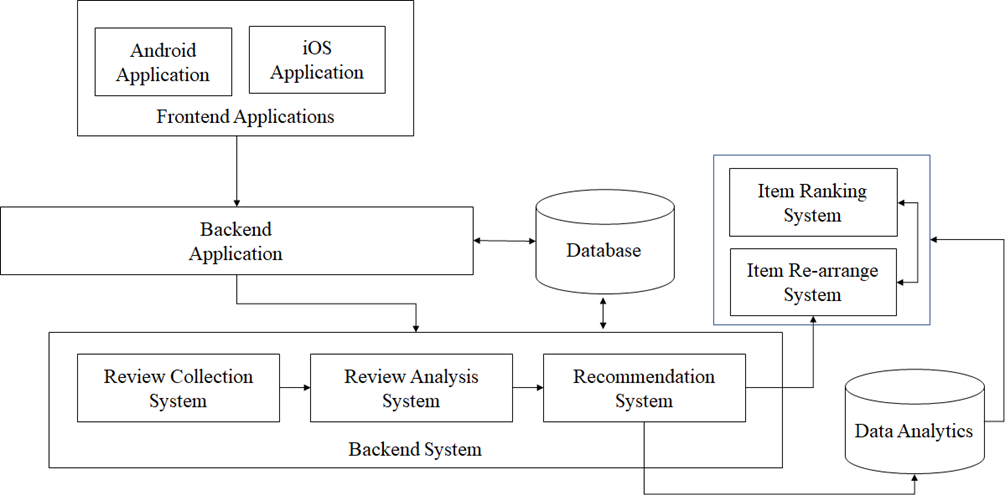 Android
Application
iOS
Application
Frontend Applications
Backend
Application
Database
Item Ranking
System
Item Re-arrange
System
Review Collection
System
Review Analysis
System
Recommendation
System
Backend System
Data Analytics